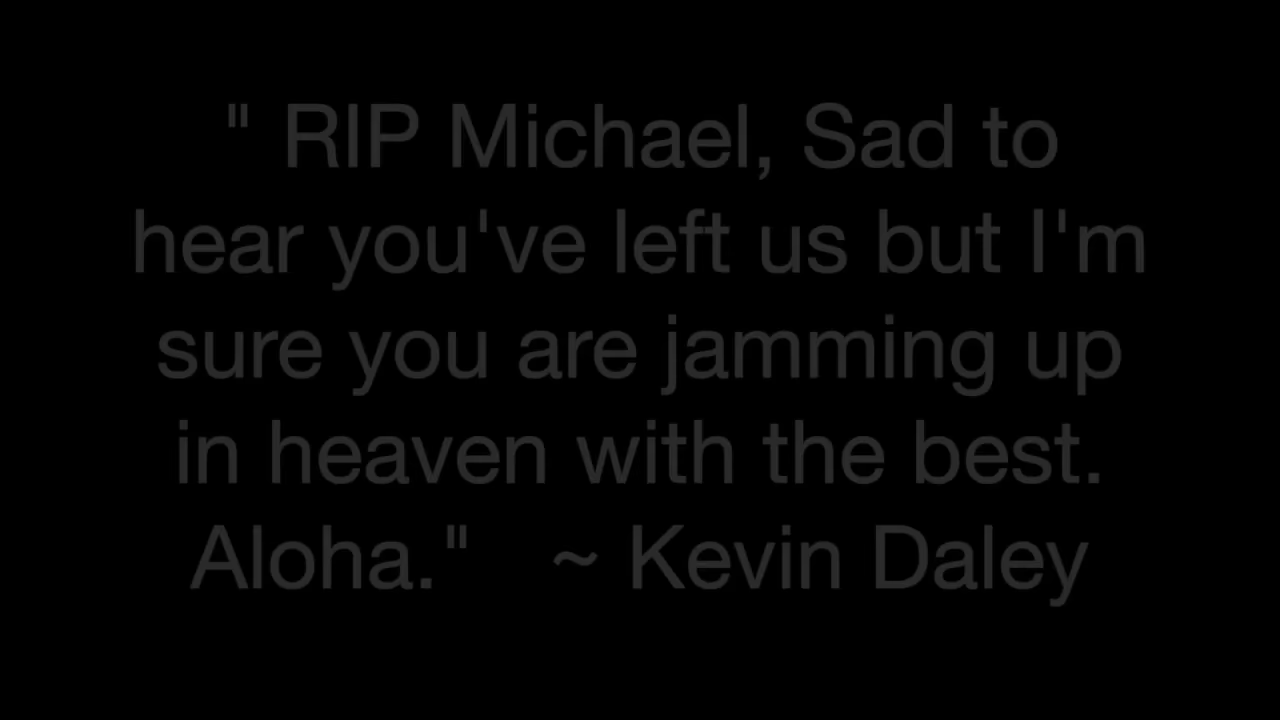 " RIP Michael, Sad to
hear you've left us but I'm
sure you are jamming up
in heaven with the best.
Aloha."   ~ Kevin Daley